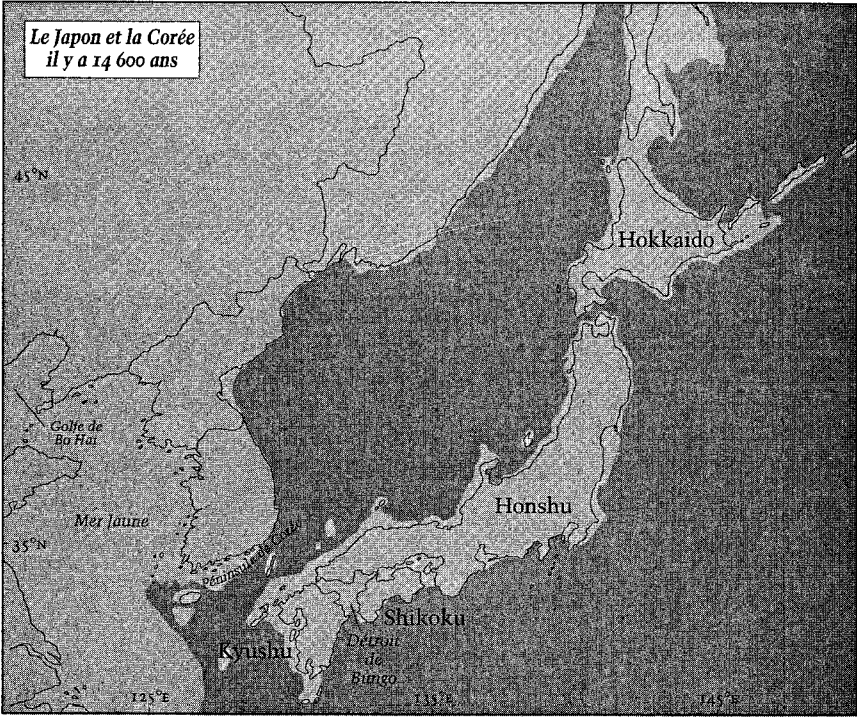 Le Japon et la Corée
il y a 14 600 ans
45°N
Hokkaido
Golfe de
Bo Hai
Honshu
Mer Jaune
35°N
Péninsule de Corée
Shikoku
Kyushu
Détroit
de
Bungo
125°E
135°E
145°E